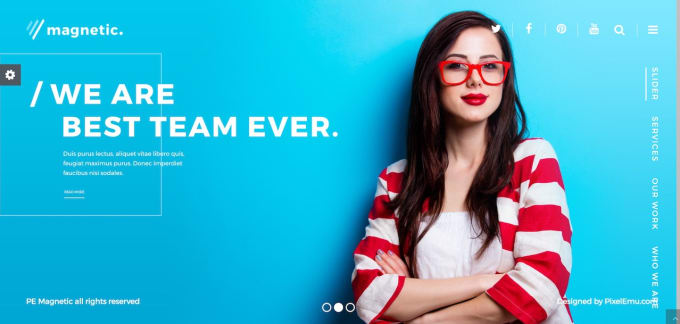 magnetic.
/ WE ARE
BEST TEAM EVER.
Duis purus lectus, aliquet vitae libero quis,
feugiat maximus purus. Donec imperdiet
faucibus nisi sodales.
READ MORE
SLIDER
SERVICES
OUR WORK
WHO WE ARE
PE Magnetic all rights reserved
Designed by PixelEmu.com